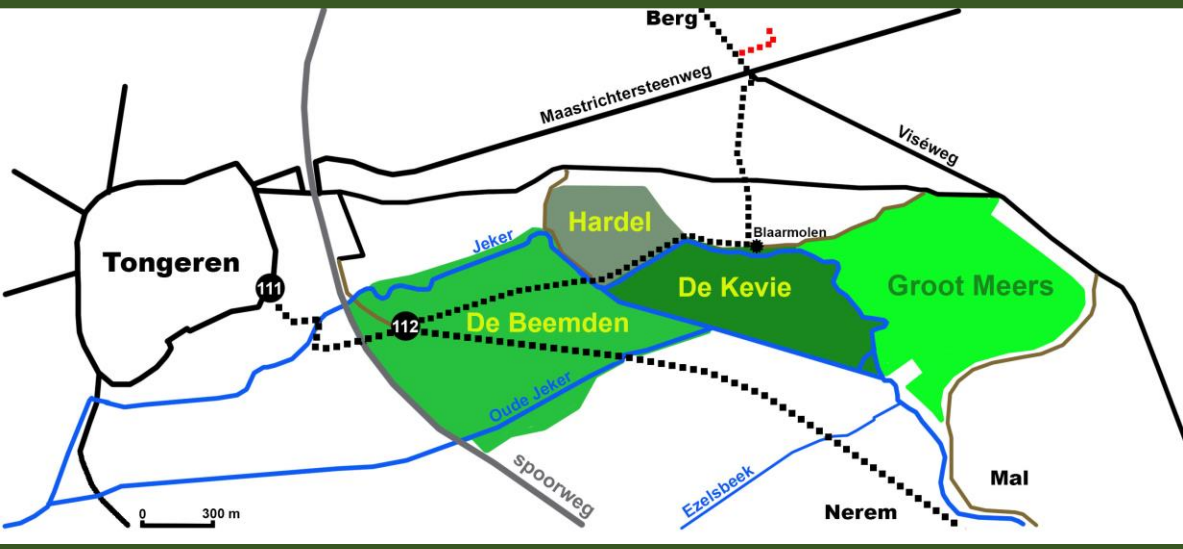 Berg
Maastrichtersteenweg
Viséweg
Hardel
Blaarmolen
Jeker
Tongeren
111
De Kevie
Groot Meers
112
De Beemden
Oude Jeker
spoorweg
Ezelsbeek
Mal
Nerem
0 300 m